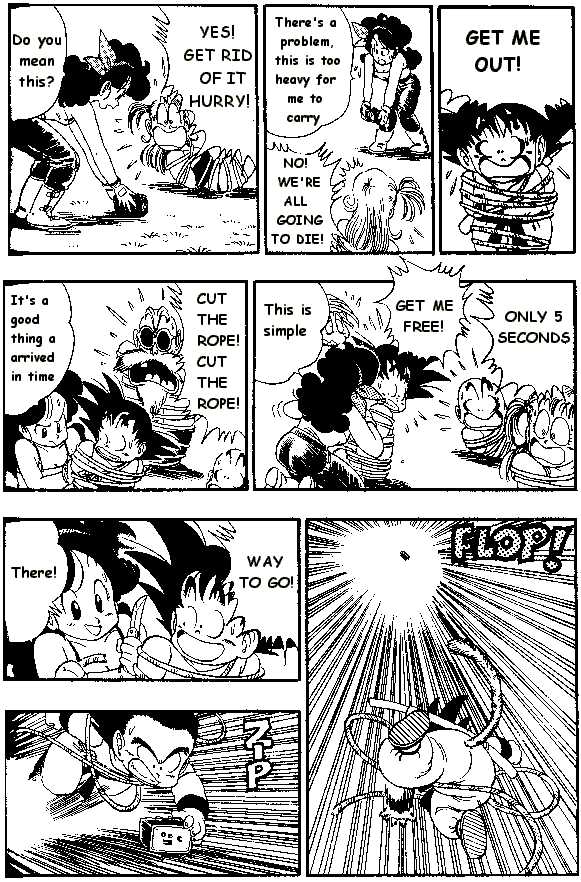 Do you
mean
this?
YES!
GET RID
OF IT
HURRY!
There's a
problem,
this is too
heavy for
me to
carry
NO!
WE'RE
ALL
GOING
TO DIE!
GET ME
OUT!
It's a
good
thing a
arrived
in time
CUT
THE
ROPE!
CUT
THE
ROPE!
This is
simple
GET ME
FREE!
ONLY 5
SECONDS
There!
WAY
TO GO!
FLOP!
ZIP